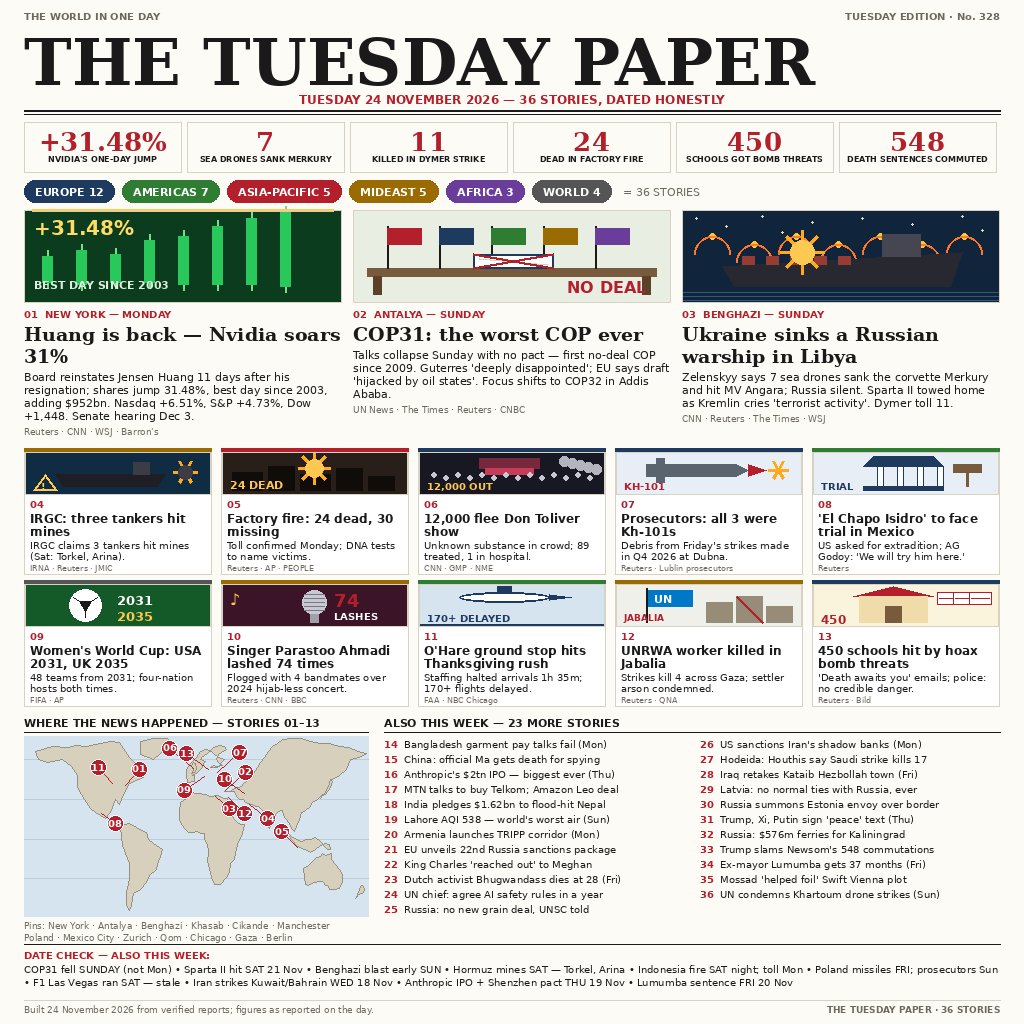 THE WORLD IN ONE DAY
TUESDAY EDITION · No. 328
THE TUESDAY PAPER
TUESDAY 24 NOVEMBER 2026 — 36 STORIES, DATED HONESTLY
+31.48%
NVIDIA'S ONE-DAY JUMP
7
SEA DRONES SANK MERKURY
11
KILLED IN DYMER STRIKE
24
DEAD IN FACTORY FIRE
450
SCHOOLS GOT BOMB THREATS
548
DEATH SENTENCES COMMUTED
EUROPE 12
AMERICAS 7
ASIA-PACIFIC 5
MIDEAST 5
AFRICA 3
WORLD 4
= 36 STORIES
+31.48%
BEST DAY SINCE 2003
01 NEW YORK — MONDAY
Huang is back — Nvidia soars
31%
Board reinstates Jensen Huang 11 days after his
resignation; shares jump 31.48%, best day since 2003,
adding $952bn. Nasdaq +6.51%, S&P +4.73%, Dow
+1,448. Senate hearing Dec 3.
Reuters · CNN · WSJ · Barron's
NO DEAL
02 ANTALYA — SUNDAY
COP31: the worst COP ever
Talks collapse Sunday with no pact — first no-deal COP
since 2009. Guterres 'deeply disappointed'; EU says draft
'hijacked by oil states'. Focus shifts to COP32 in Addis
Ababa.
UN News · The Times · Reuters · CNBC
03 BENGHAZI — SUNDAY
Ukraine sinks a Russian
warship in Libya
Zelenskyy says 7 sea drones sank the corvette Merkury
and hit MV Angara; Russia silent. Sparta II towed home
as Kremlin cries 'terrorist activity'. Dymer toll 11.
CNN · Reuters · The Times · WSJ
!
04
IRGC: three tankers hit
mines
IRGC claims 3 tankers hit mines
(Sat: Torkel, Arina).
IRNA · Reuters · JMIC
24 DEAD
05
Factory fire: 24 dead, 30
missing
Toll confirmed Monday; DNA tests
to name victims.
Reuters · AP · PEOPLE
12,000 OUT
06
12,000 flee Don Toliver
show
Unknown substance in crowd; 89
treated, 1 in hospital.
CNN · GMP · NME
KH-101
07
Prosecutors: all 3 were
Kh-101s
Debris from Friday's strikes made
in Q4 2026 at Dubna.
Reuters · Lublin prosecutors
TRIAL
08
'El Chapo Isidro' to face
trial in Mexico
US asked for extradition; AG
Godoy: 'We will try him here.'
Reuters
2031
2035
09
Women's World Cup: USA
2031, UK 2035
48 teams from 2031; four-nation
hosts both times.
FIFA · AP
♪
74
LASHES
10
Singer Parastoo Ahmadi
lashed 74 times
Flogged with 4 bandmates over
2024 hijab-less concert.
Reuters · CNN · BBC
170+ DELAYED
11
O'Hare ground stop hits
Thanksgiving rush
Staffing halted arrivals 1h 35m;
170+ flights delayed.
FAA · NBC Chicago
UN
JABALIA
12
UNRWA worker killed in
Jabalia
Strikes kill 4 across Gaza; settler
arson condemned.
Reuters · QNA
450
13
450 schools hit by hoax
bomb threats
'Death awaits you' emails; police:
no credible danger.
Reuters · Bild
WHERE THE NEWS HAPPENED — STORIES 01–13
06
13
07
11
01
10
02
09
03
12
04
08
05
Pins: New York · Antalya · Benghazi · Khasab · Cikande · Manchester
Poland · Mexico City · Zurich · Qom · Chicago · Gaza · Berlin
ALSO THIS WEEK — 23 MORE STORIES
14 Bangladesh garment pay talks fail (Mon)
15 China: official Ma gets death for spying
16 Anthropic's $2tn IPO — biggest ever (Thu)
17 MTN talks to buy Telkom; Amazon Leo deal
18 India pledges $1.62bn to flood-hit Nepal
19 Lahore AQI 538 — world's worst air (Sun)
20 Armenia launches TRIPP corridor (Mon)
21 EU unveils 22nd Russia sanctions package
22 King Charles 'reached out' to Meghan
23 Dutch activist Bhugwandass dies at 28 (Fri)
24 UN chief: agree AI safety rules in a year
25 Russia: no new grain deal, UNSC told
26 US sanctions Iran's shadow banks (Mon)
27 Hodeida: Houthis say Saudi strike kills 17
28 Iraq retakes Kataib Hezbollah town (Fri)
29 Latvia: no normal ties with Russia, ever
30 Russia summons Estonia envoy over border
31 Trump, Xi, Putin sign 'peace' text (Thu)
32 Russia: $576m ferries for Kaliningrad
33 Trump slams Newsom's 548 commutations
34 Ex-mayor Lumumba gets 37 months (Fri)
35 Mossad 'helped foil' Swift Vienna plot
36 UN condemns Khartoum drone strikes (Sun)
DATE CHECK — ALSO THIS WEEK:
COP31 fell SUNDAY (not Mon) • Sparta II hit SAT 21 Nov • Benghazi blast early SUN • Hormuz mines SAT — Torkel, Arina • Indonesia fire SAT night; toll Mon • Poland missiles FRI; prosecutors Sun
• F1 Las Vegas ran SAT — stale • Iran strikes Kuwait/Bahrain WED 18 Nov • Anthropic IPO + Shenzhen pact THU 19 Nov • Lumumba sentence FRI 20 Nov
Built 24 November 2026 from verified reports; figures as reported on the day.
THE TUESDAY PAPER · 36 STORIES